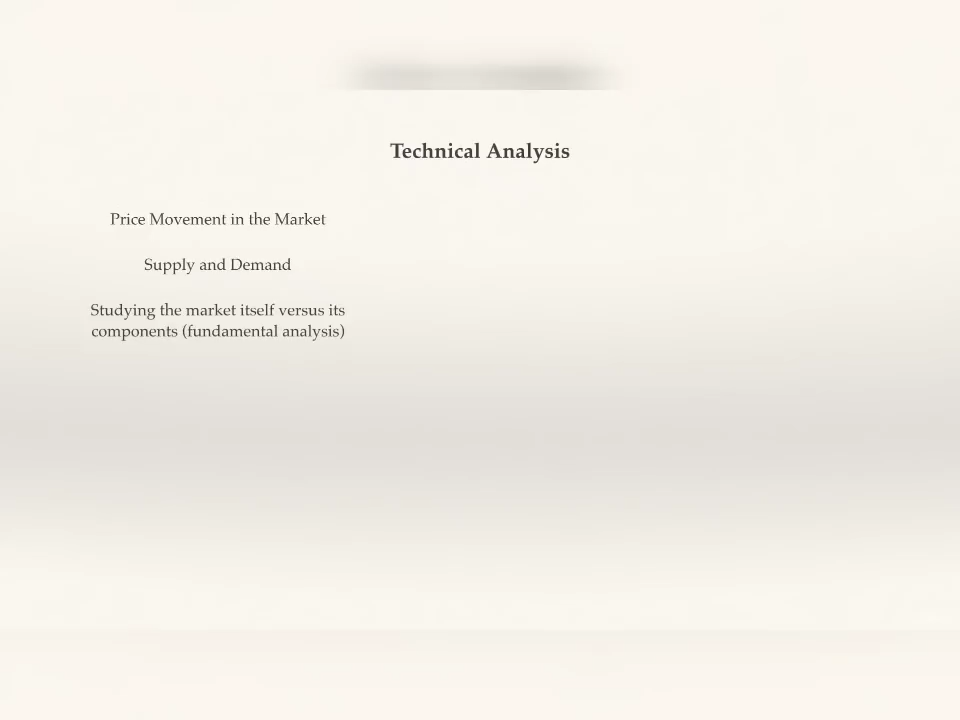 Technical Analysis
Price Movement in the Market
Supply and Demand
Studying the market itself versus its
components (fundamental analysis)